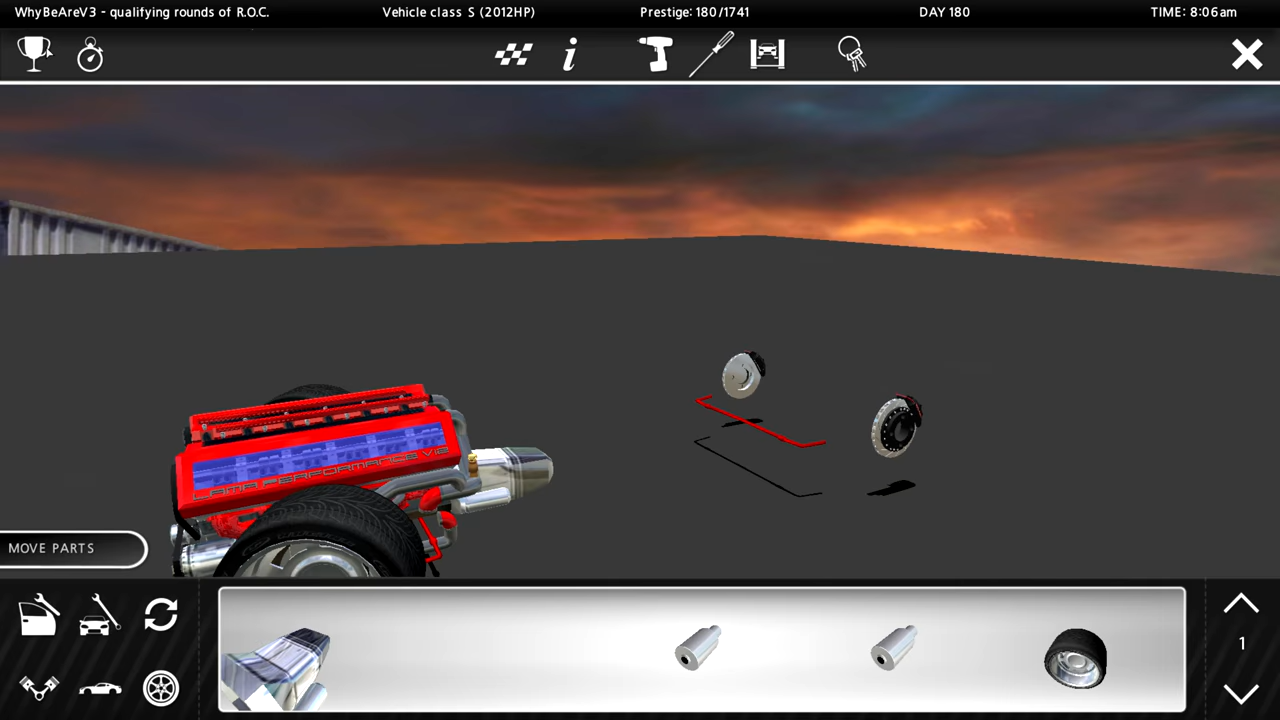 WhyBeAreV3 - qualifying rounds of R.O.C.
Vehicle class S (2012HP)
Prestige: 180/1741
DAY 180
TIME: 8:06am
LAMA PERFORMANCE V12
MOVE PARTS
1